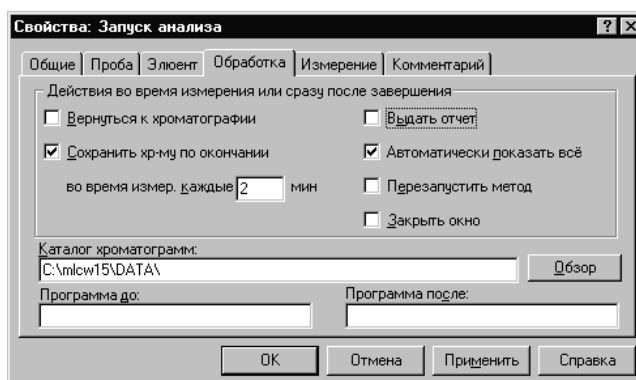 Свойства: Запуск анализа
Общие Проба Элюент Обработка Измерение Комментарий
Действия во время измерения или сразу после завершения
Вернуться к хроматографии Выдать отчет
Сохранить хр-му по окончании Автоматически показать всё
во время измер. каждые 2 мин Перезапустить метод
Закрыть окно
Каталог хроматограмм:
C:\mlcw15\DATA\ Обзор
Программа до: Программа после:
OK Отмена Применить Справка